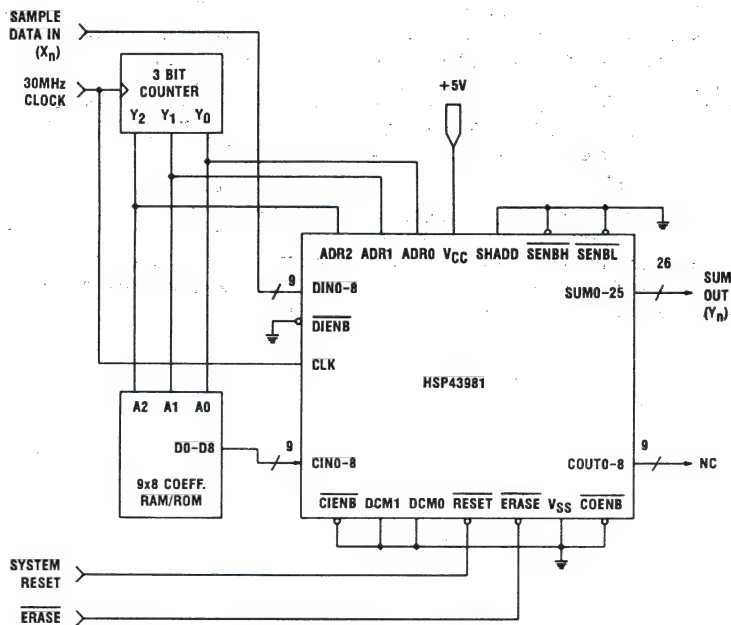 SAMPLE
DATA IN
(Xn)
30MHz
CLOCK
3 BIT
COUNTER
Y2 Y1 Y0
+5V
ADR2 ADR1 ADR0 VCC SHADD SENBH SENBL
9
DIN0-8
DIENB
CLK
HSP43981
26
SUM0-25
SUM
OUT
(Yn)
A2 A1 A0
D0-D8
9x8 COEFF.
RAM/ROM
9
CIN0-8
9
COUT0-8
NC
CIENB DCM1 DCM0 RESET ERASE VSS COENB
SYSTEM
RESET
ERASE